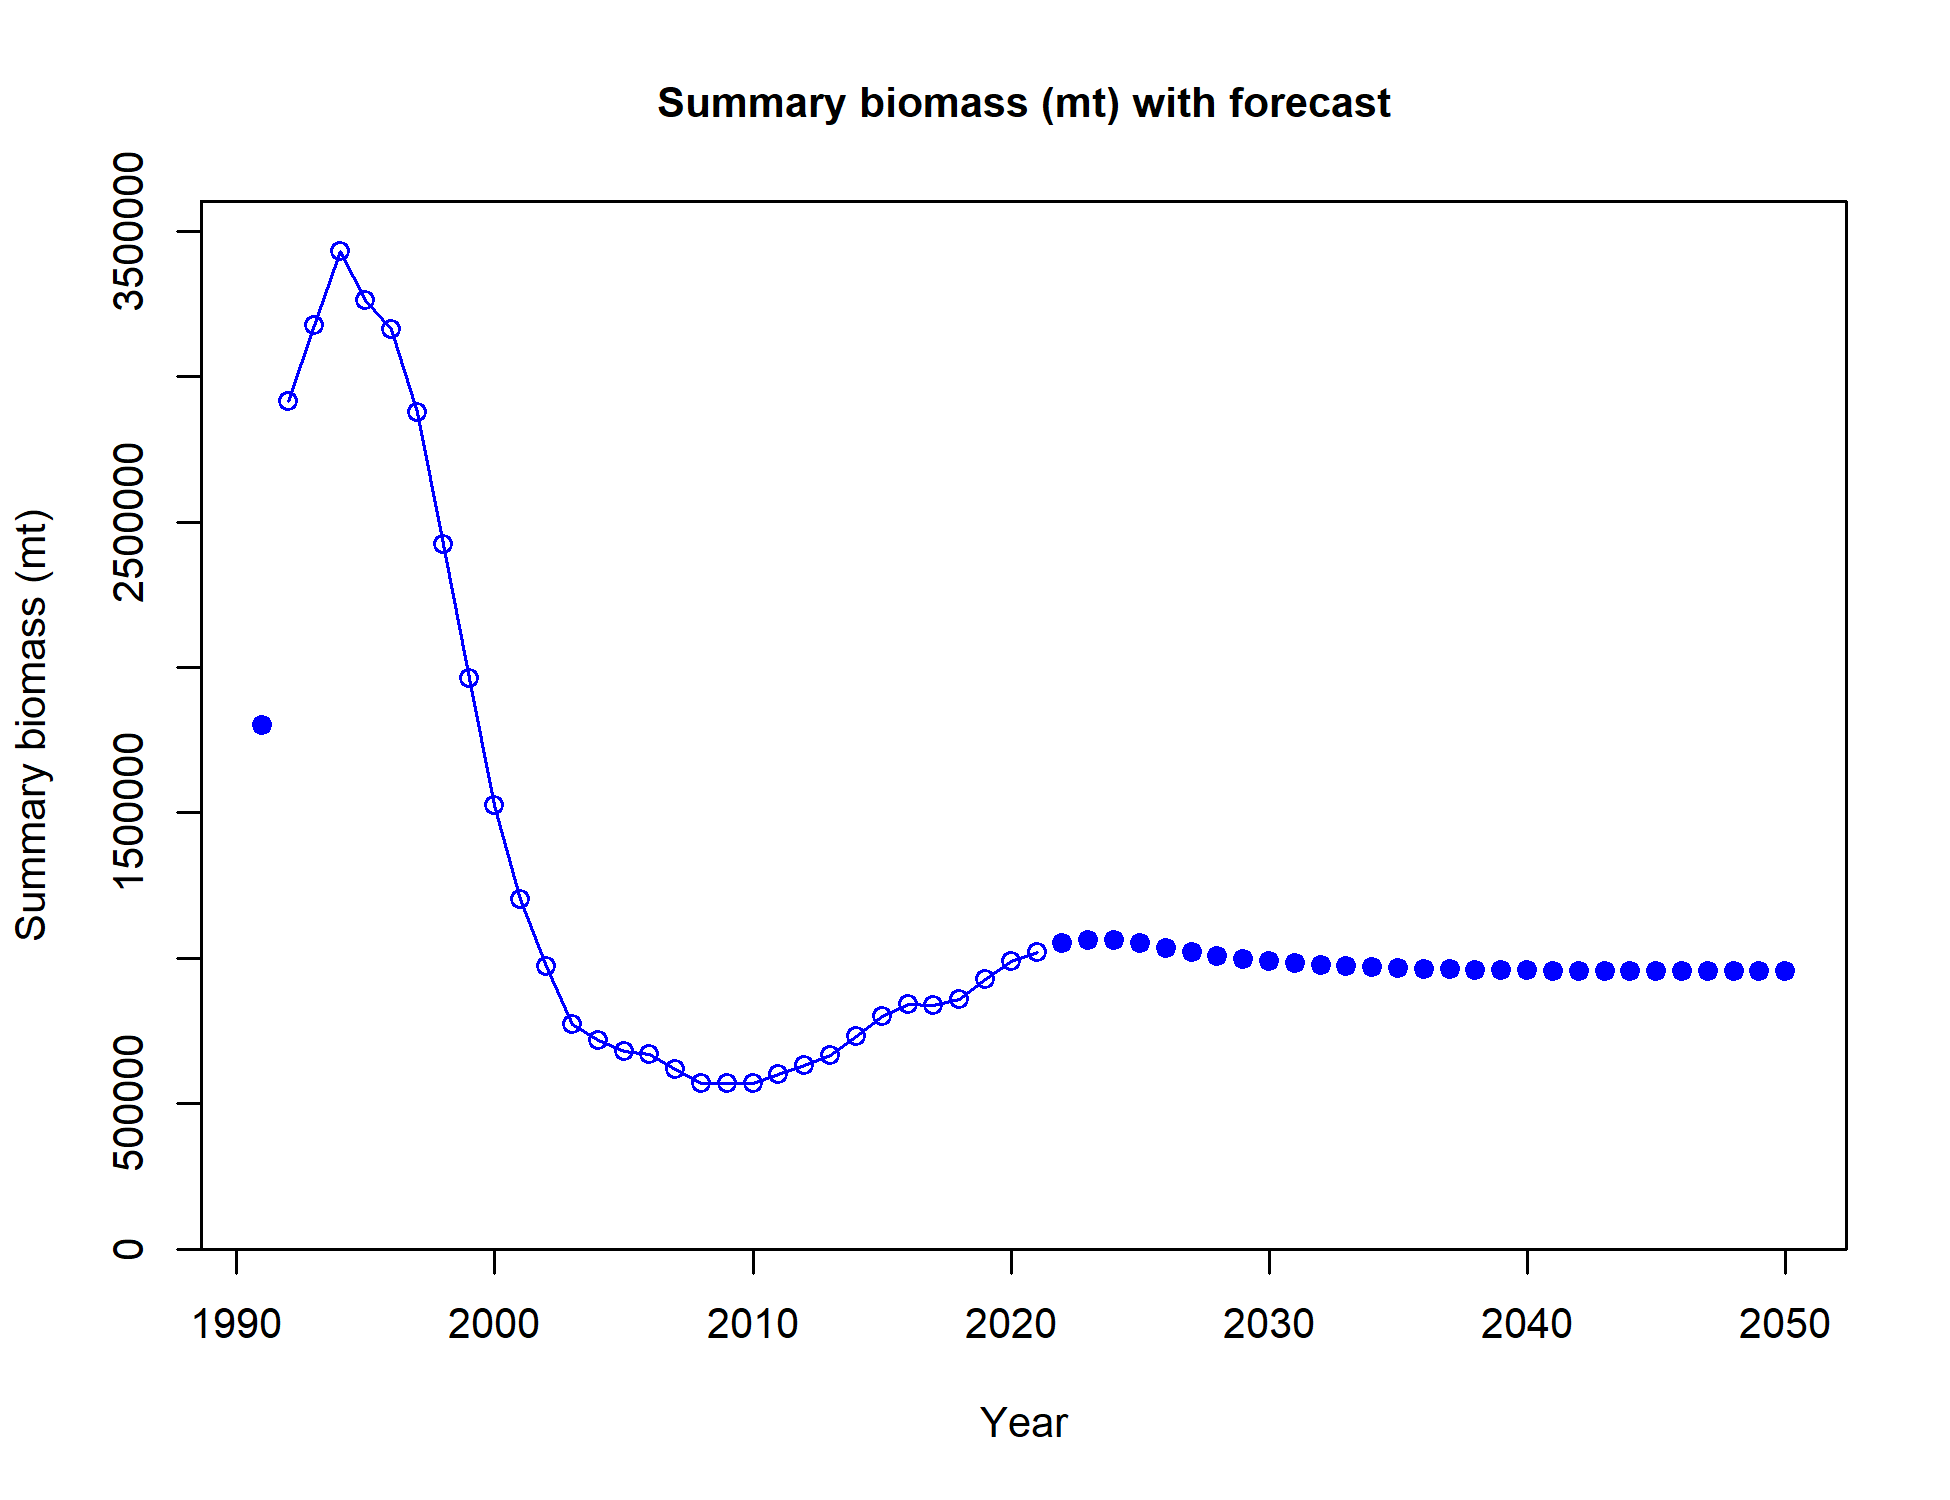 Summary biomass (mt) with forecast
Summary biomass (mt)
3500000
2500000
1500000
500000
0
1990 2000 2010 2020 2030 2040 2050
Year